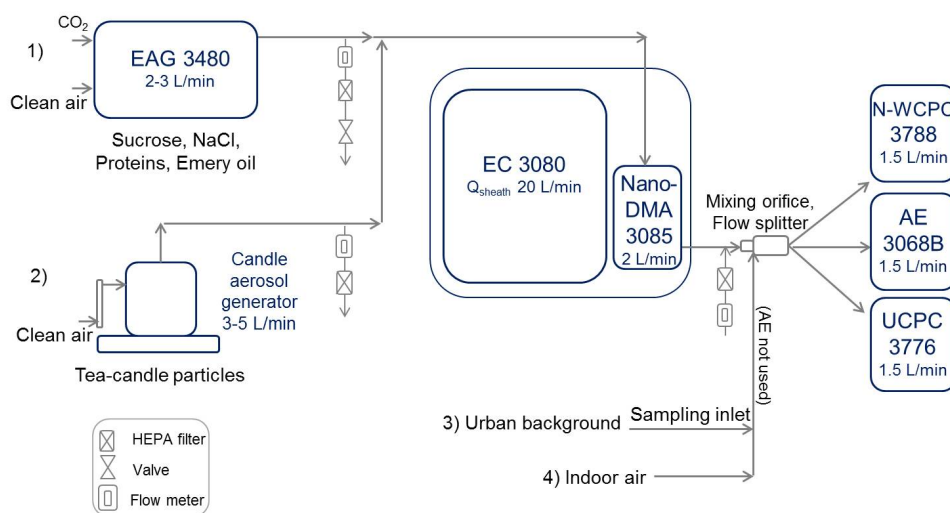 CO₂
1)
EAG 3480
2-3 L/min
Clean air
Sucrose, NaCl,
Proteins, Emery oil
2)
Candle
aerosol
generator
3-5 L/min
Clean air
Tea-candle particles
EC 3080
Qsheath 20 L/min
Nano-
DMA
3085
2 L/min
Mixing orifice,
Flow splitter
N-WCPC
3788
1.5 L/min
AE
3068B
1.5 L/min
UCPC
3776
1.5 L/min
(AE not used)
3) Urban background
Sampling inlet
4) Indoor air
HEPA filter
Valve
Flow meter